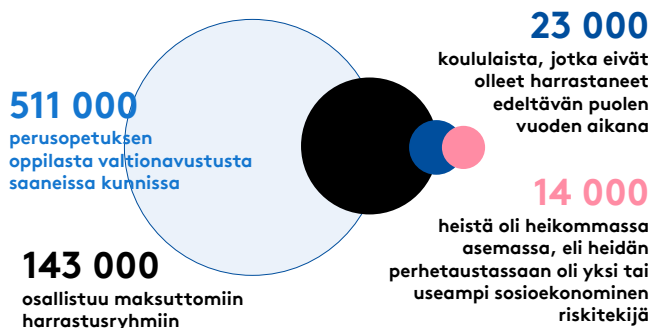 511 000
perusopetuksen
oppilasta valtionavustusta
saaneissa kunnissa
143 000
osallistuu maksuttomiin
harrastusryhmiin
23 000
koululaista, jotka eivät
olleet harrastaneet
edeltävän puolen
vuoden aikana
14 000
heistä oli heikommassa
asemassa, eli heidän
perhetaustassaan oli yksi tai
useampi sosioekonominen
riskitekijä